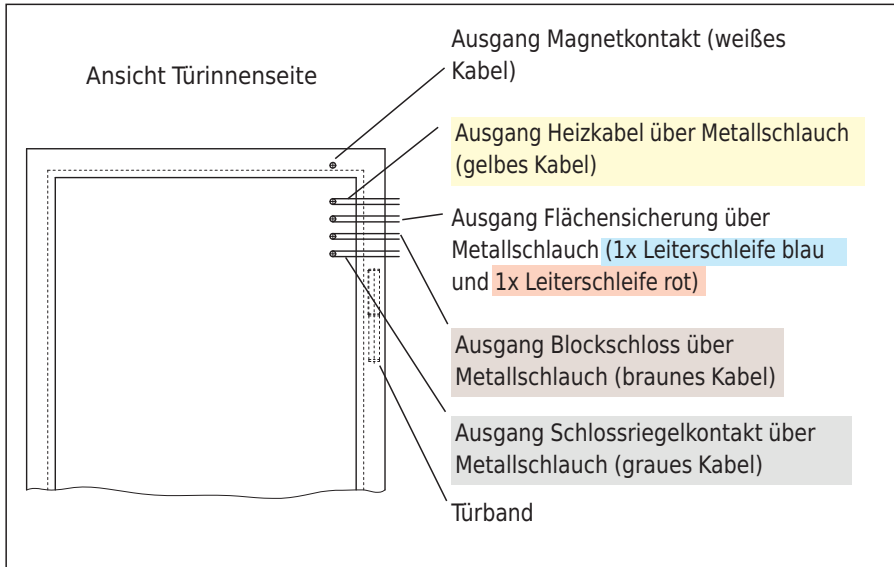 Ansicht Türinnenseite
Ausgang Magnetkontakt (weißes
Kabel)
Ausgang Heizkabel über Metallschlauch
(gelbes Kabel)
Ausgang Flächensicherung über
Metallschlauch (1x Leiterschleife blau
und 1x Leiterschleife rot)
Ausgang Blockschloss über
Metallschlauch (braunes Kabel)
Ausgang Schlossriegelkontakt über
Metallschlauch (graues Kabel)
Türband